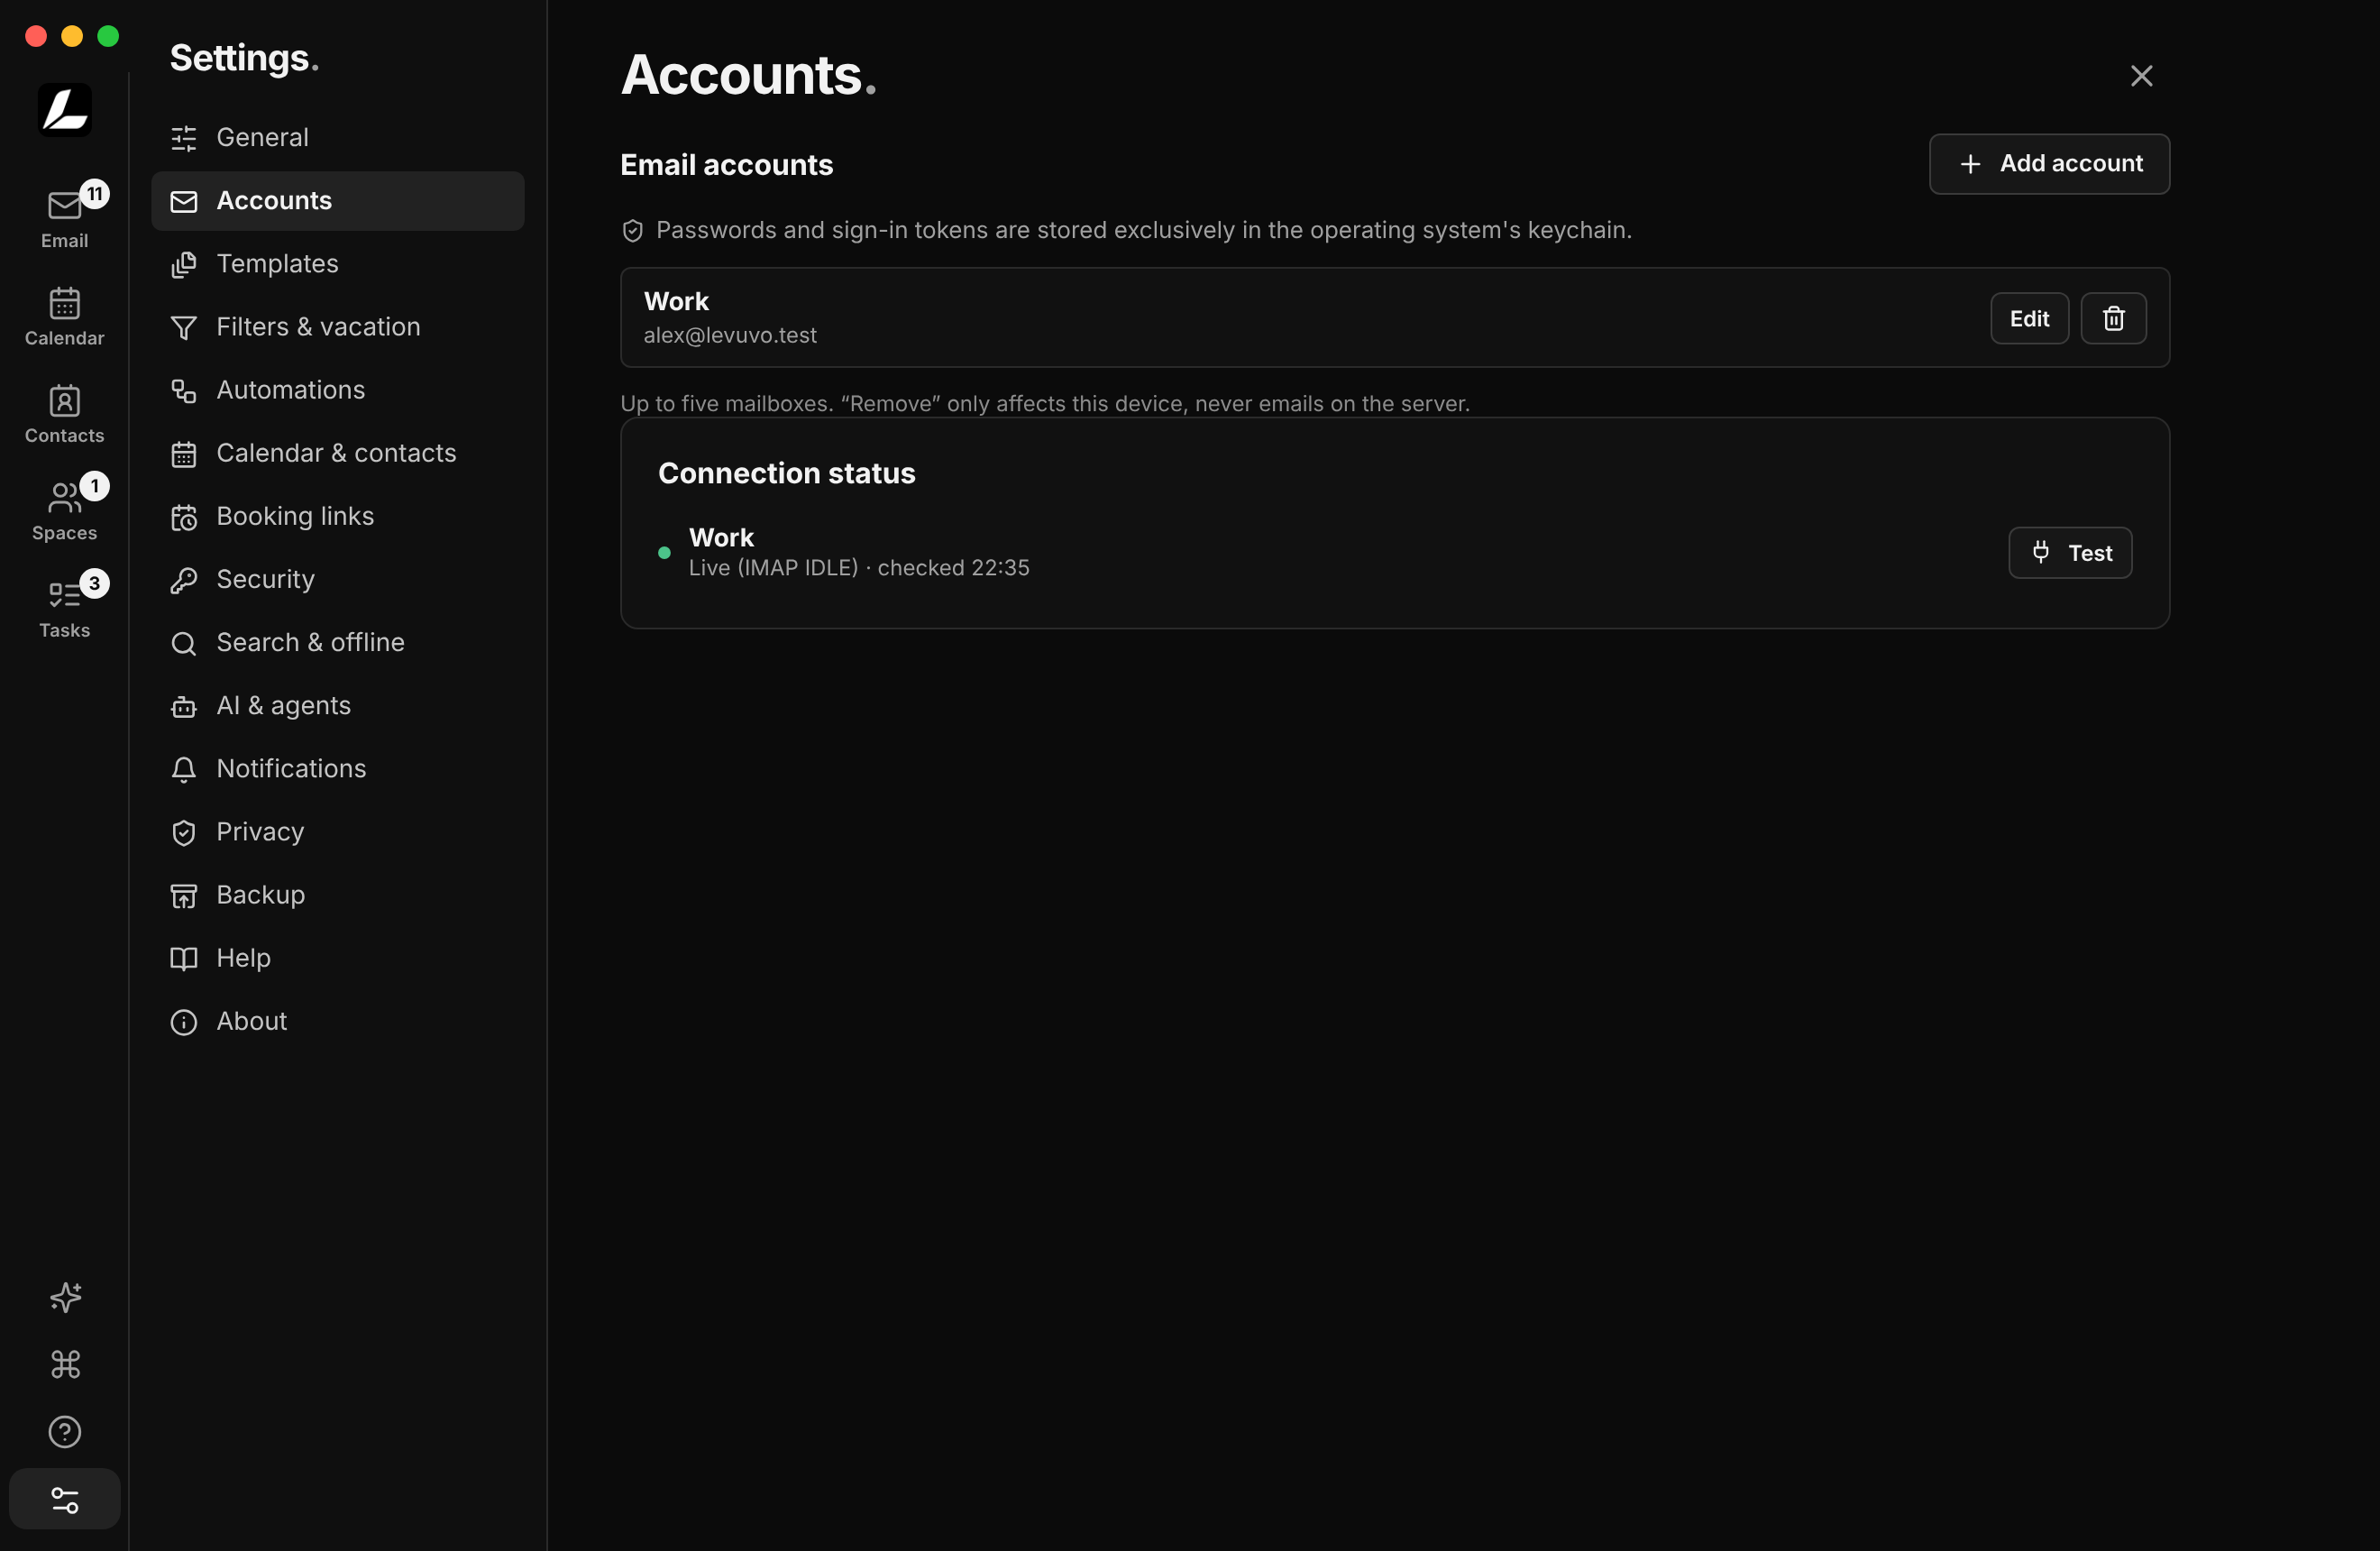 Settings.
11
Email
Calendar
Contacts
1
Spaces
3
Tasks
General
Accounts
Templates
Filters & vacation
Automations
Calendar & contacts
Booking links
Security
Search & offline
AI & agents
Notifications
Privacy
Backup
Help
About
Accounts.
Email accounts
Add account
Passwords and sign-in tokens are stored exclusively in the operating system's keychain.
Work
alex@levuvo.test
Edit
Up to five mailboxes. “Remove” only affects this device, never emails on the server.
Connection status
Work
Live (IMAP IDLE) · checked 22:35
Test